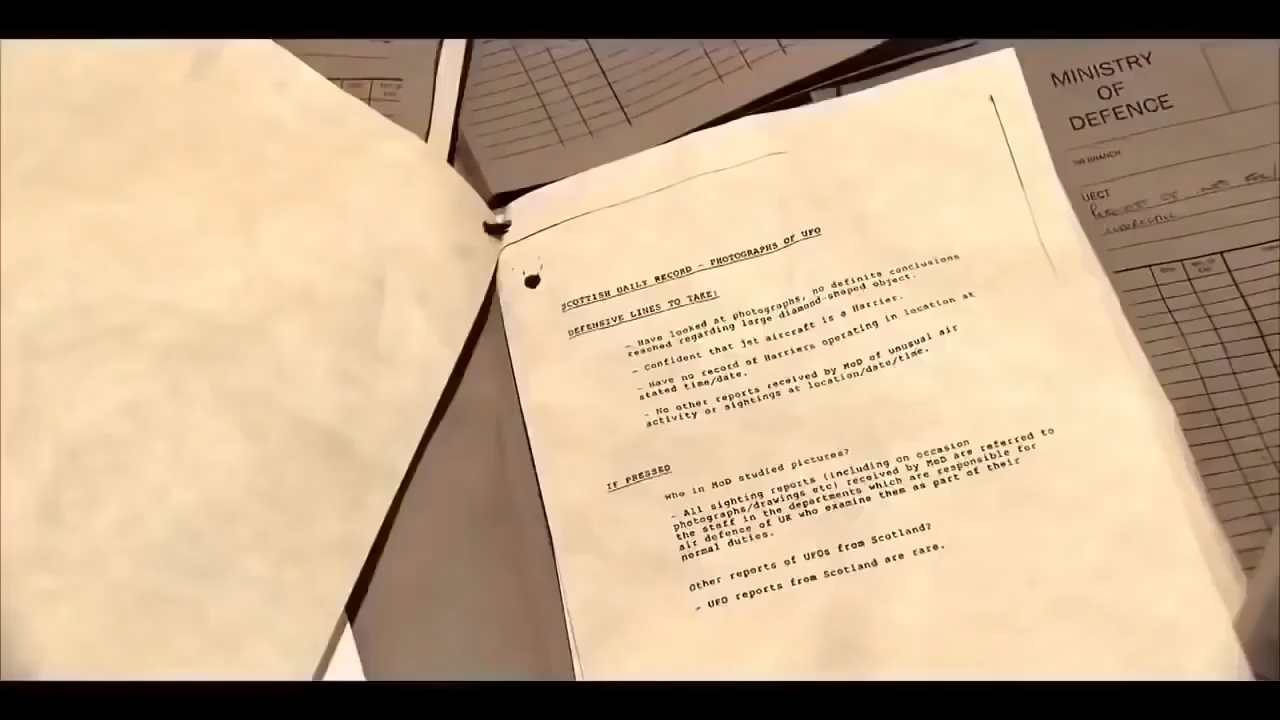 MINISTRY
OF
DEFENCE
BRANCH
UECT
SCOTTISH DAILY RECORD - PHOTOGRAPHS OF UFO
DEFENSIVE LINES TO TAKE:
- Have looked at photographs, no definite conclusions
reached regarding large diamond-shaped object.
- Confident that jet aircraft is a Harrier.
- Have no record of Harriers operating in location at
stated time/date.
- No other reports received by MoD of unusual air
activity or sightings at location/date/time.
IF PRESSED
Who in MoD studied pictures?
- All sighting reports (including on occasion
photographs/drawings etc) received by MoD are referred to
the staff in the departments which are responsible for
air defence of UK who examine them as part of their
normal duties.
Other reports of UFOs from Scotland?
- UFO reports from Scotland are rare.